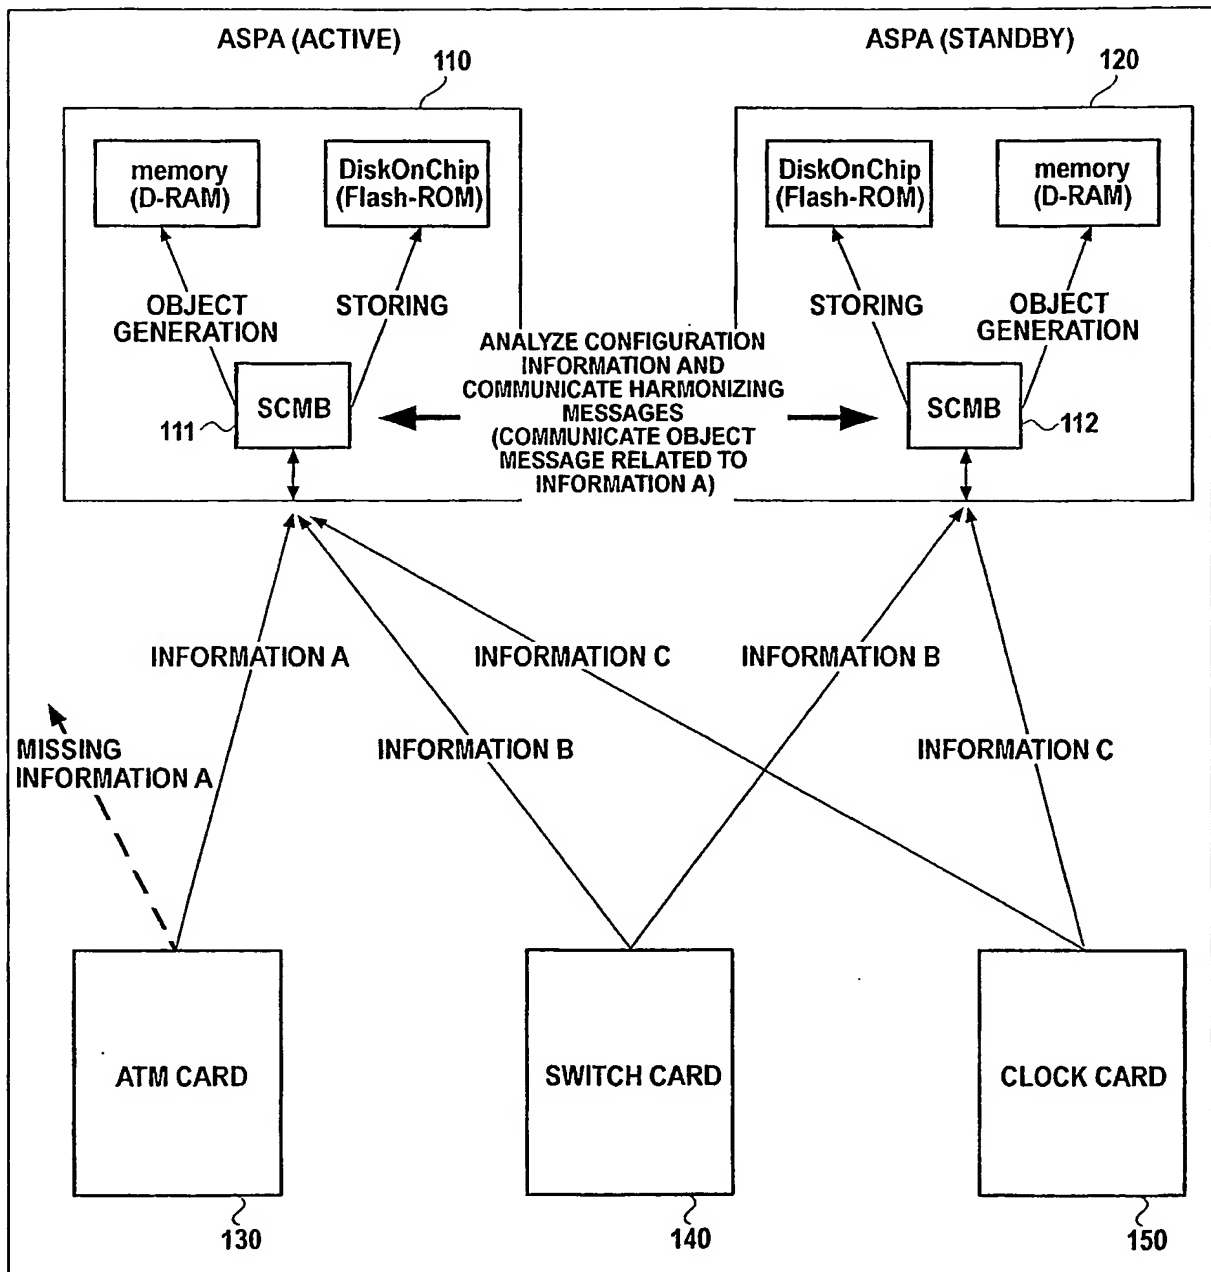 ASPA (ACTIVE)
ASPA (STANDBY)
110
120
memory
(D-RAM)
DiskOnChip
(Flash-ROM)
DiskOnChip
(Flash-ROM)
memory
(D-RAM)
OBJECT
GENERATION
STORING
STORING
OBJECT
GENERATION
ANALYZE CONFIGURATION
INFORMATION AND
COMMUNICATE HARMONIZING
MESSAGES
(COMMUNICATE OBJECT
MESSAGE RELATED TO
INFORMATION A)
SCMB
111
SCMB
112
INFORMATION A
INFORMATION C
INFORMATION B
MISSING
INFORMATION A
INFORMATION B
INFORMATION C
ATM CARD
SWITCH CARD
CLOCK CARD
130
140
150